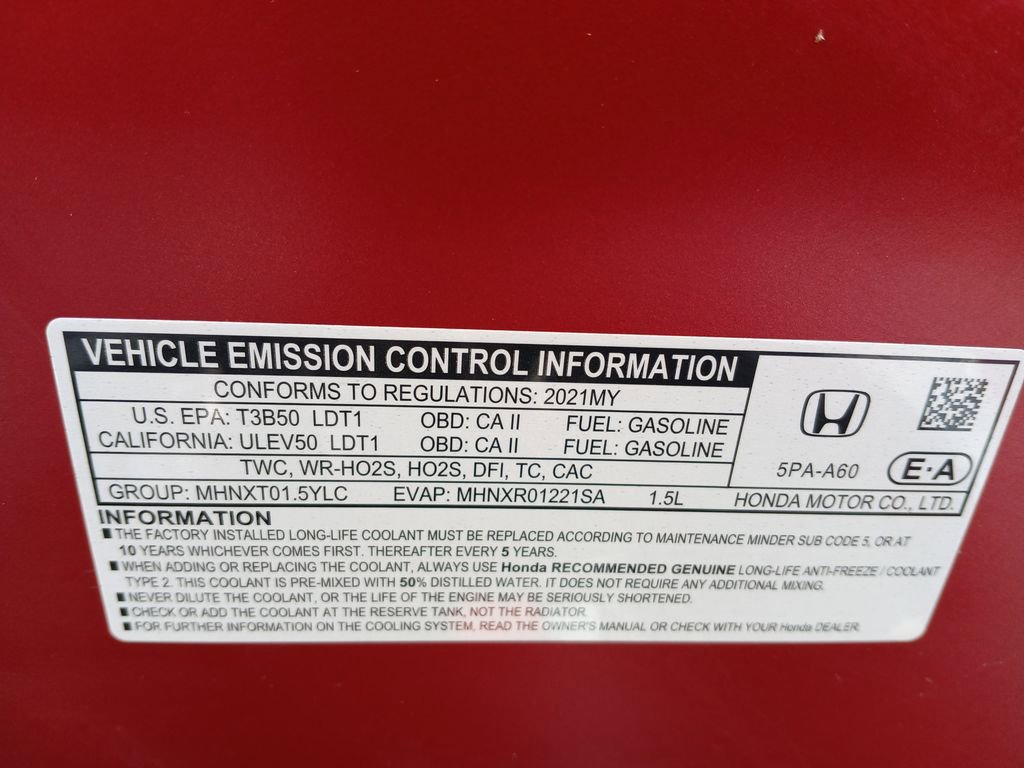 VEHICLE EMISSION CONTROL INFORMATION
CONFORMS TO REGULATIONS: 2021MY
U.S. EPA: T3B50 LDT1 OBD: CA II FUEL: GASOLINE
CALIFORNIA: ULEV50 LDT1 OBD: CA II FUEL: GASOLINE
TWC, WR-HO2S, HO2S, DFI, TC, CAC
GROUP: MHNXT01.5YLC EVAP: MHNXR01221SA 1.5L
5PA-A60 E·A
HONDA MOTOR CO., LTD.
INFORMATION
■ THE FACTORY INSTALLED LONG-LIFE COOLANT MUST BE REPLACED ACCORDING TO MAINTENANCE MINDER SUB CODE 5, OR AT
10 YEARS WHICHEVER COMES FIRST. THEREAFTER EVERY 5 YEARS.
■ WHEN ADDING OR REPLACING THE COOLANT, ALWAYS USE Honda RECOMMENDED GENUINE LONG-LIFE ANTI-FREEZE / COOLANT
TYPE 2. THIS COOLANT IS PRE-MIXED WITH 50% DISTILLED WATER. IT DOES NOT REQUIRE ANY ADDITIONAL MIXING.
■ NEVER DILUTE THE COOLANT, OR THE LIFE OF THE ENGINE MAY BE SERIOUSLY SHORTENED.
■ CHECK OR ADD THE COOLANT AT THE RESERVE TANK, NOT THE RADIATOR.
■ FOR FURTHER INFORMATION ON THE COOLING SYSTEM, READ THE OWNER'S MANUAL OR CHECK WITH YOUR Honda DEALER.